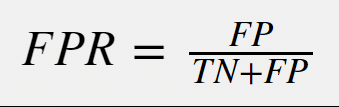 FPR = FP / TN+FP